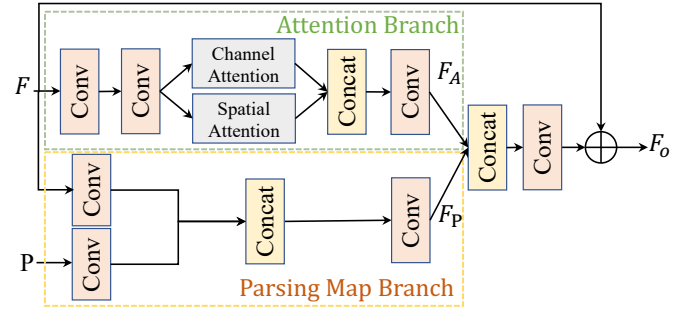 Attention Branch
F
Conv
Conv
Channel
Attention
Spatial
Attention
Concat
Conv
F_A
Concat
Conv
F_o
Conv
P
Conv
Concat
Conv
F_P
Parsing Map Branch